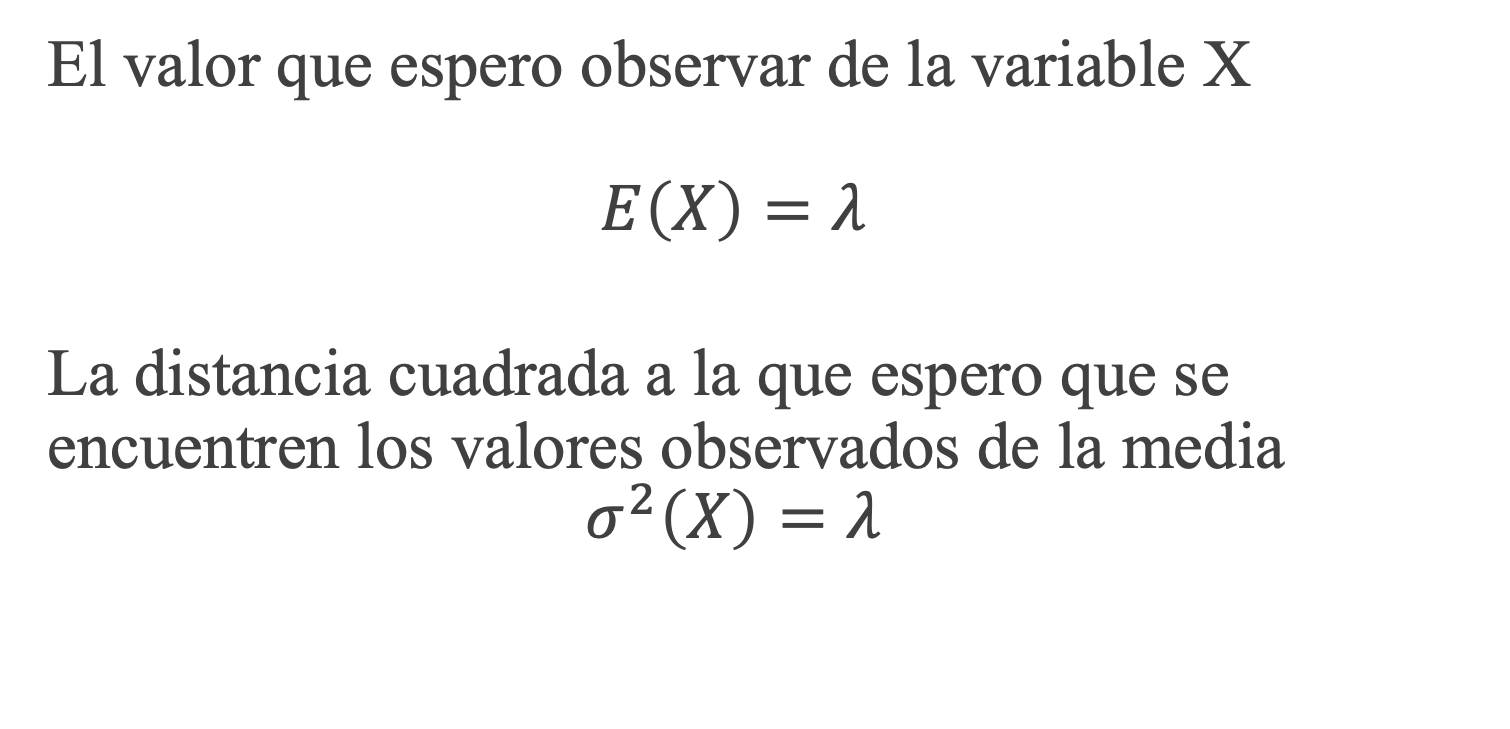 El valor que espero observar de la variable X
E(X) = λ
La distancia cuadrada a la que espero que se
encuentren los valores observados de la media
σ²(X) = λ